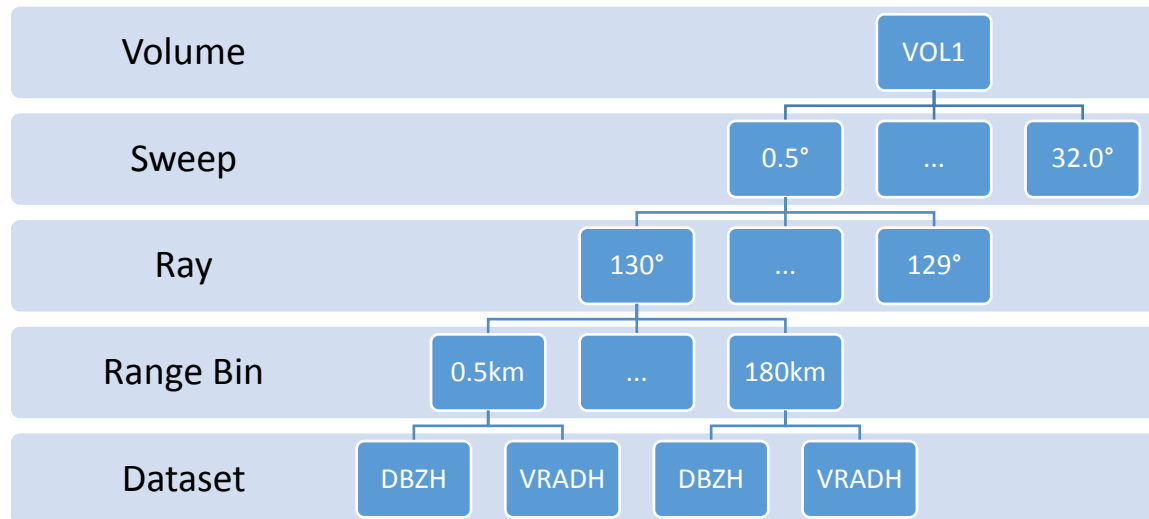 Volume
VOL1
Sweep
0.5°
...
32.0°
Ray
130°
...
129°
Range Bin
0.5km
...
180km
Dataset
DBZH
VRADH
DBZH
VRADH